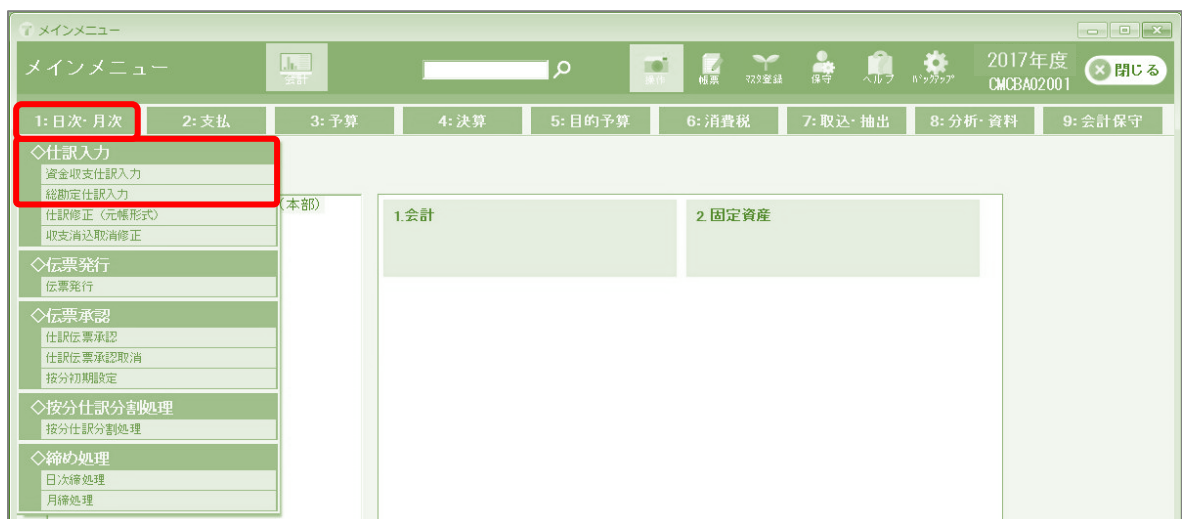 メインメニュー
メインメニュー 会計 操作 帳票 マスタ登録 保守 ヘルプ バックアップ 2017年度 閉じる
CMCBA02001
1:日次・月次 2:支払 3:予算 4:決算 5:目的予算 6:消費税 7:取込・抽出 8:分析・資料 9:会計保守
◇仕訳入力
資金収支仕訳入力
総勘定仕訳入力
(本部)
仕訳修正(元帳形式)
収支消込取消修正
1.会計 2.固定資産
◇伝票発行
伝票発行
◇伝票承認
仕訳伝票承認
仕訳伝票承認取消
按分初期設定
◇按分仕訳分割処理
按分仕訳分割処理
◇締め処理
日次締処理
月締処理